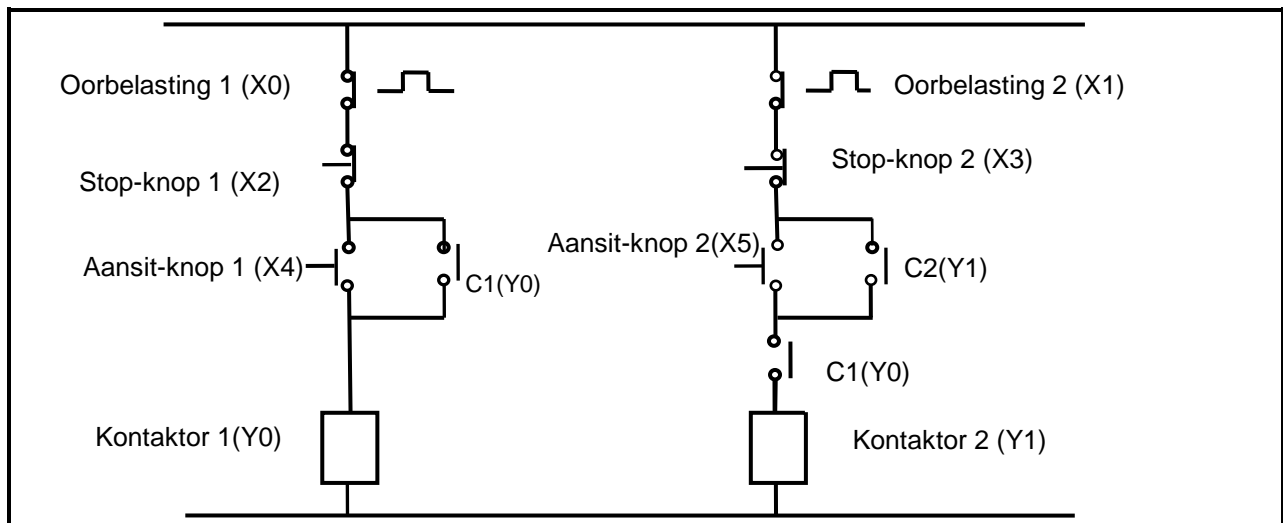 Oorbelasting 1 (X0)
Oorbelasting 2 (X1)
Stop-knop 1 (X2)
Stop-knop 2 (X3)
Aansit-knop 1 (X4)
C1(Y0)
Aansit-knop 2(X5)
C2(Y1)
C1(Y0)
Kontaktor 1(Y0)
Kontaktor 2 (Y1)